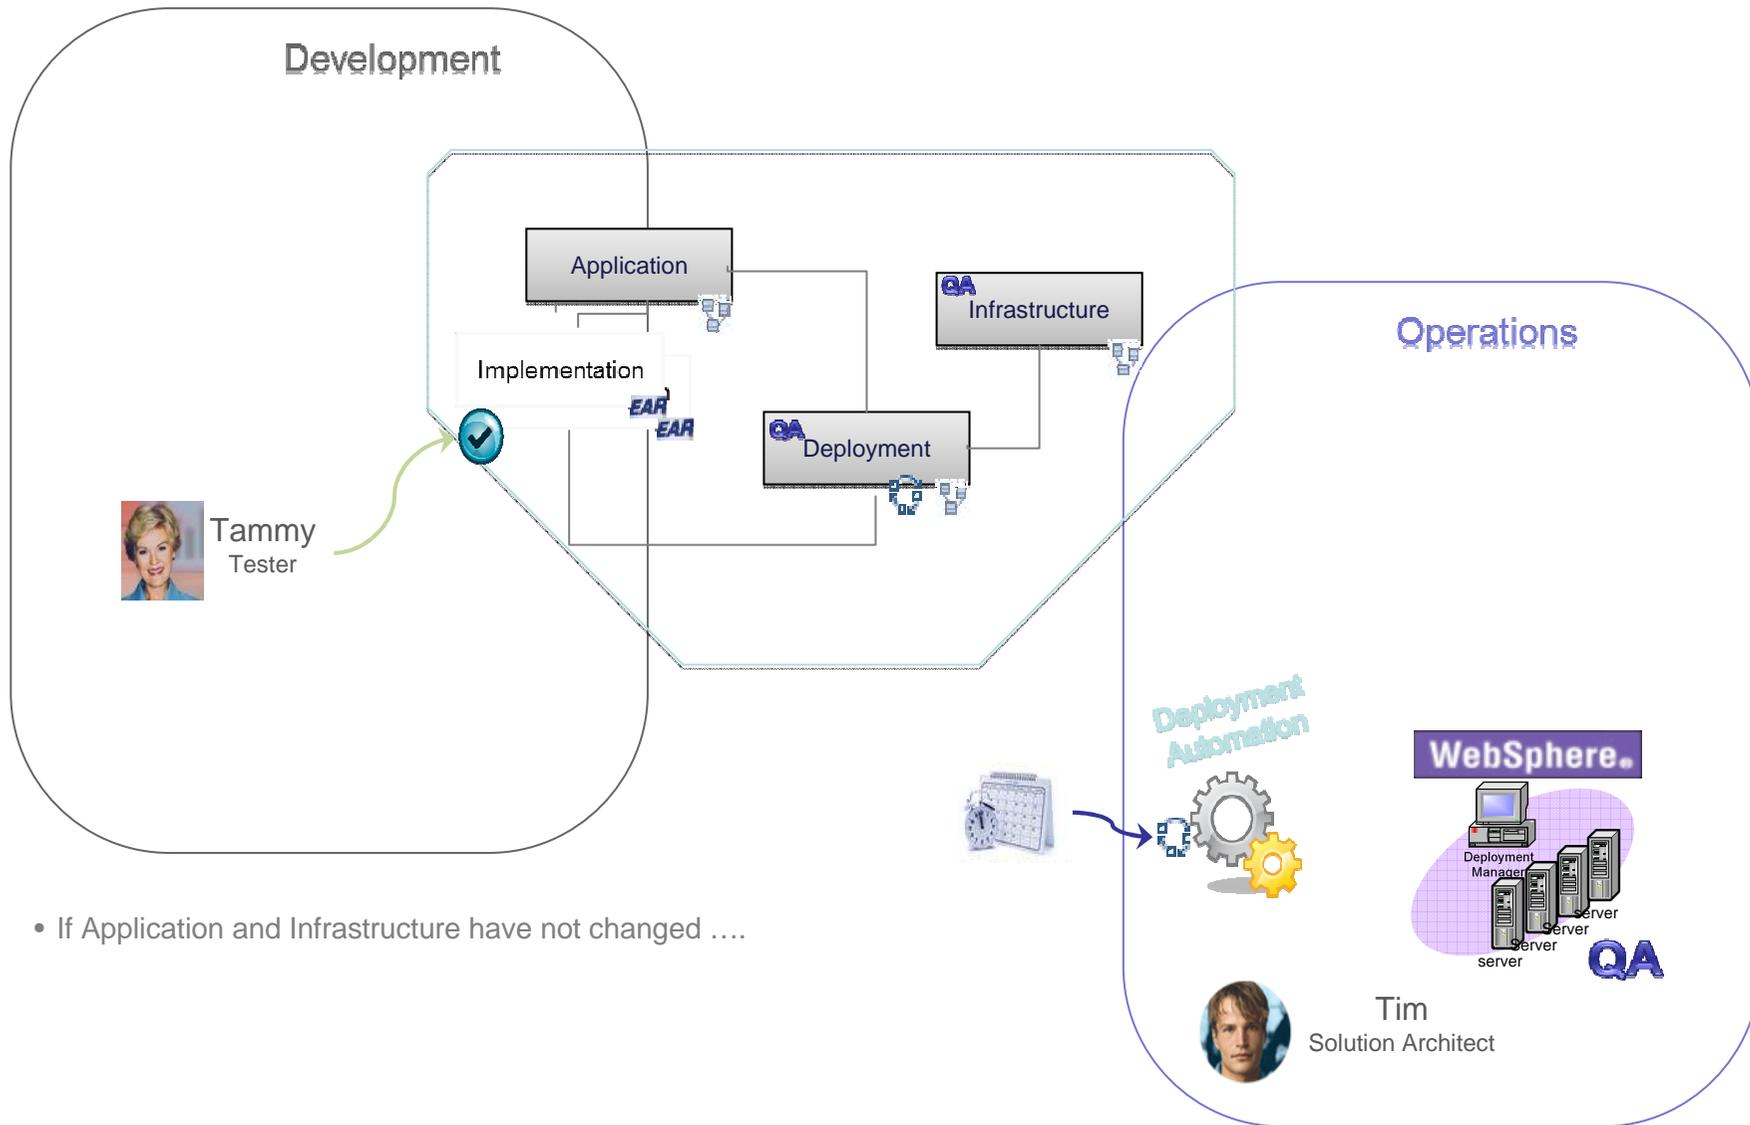 Development
Application
QA
Infrastructure
Operations
Implementation
EAR
EAR
QA
Deployment
Tammy
Tester
Deployment
Automation
WebSphere®
Deployment
Manager
server
Server
Server
server
QA
• If Application and Infrastructure have not changed ….
Tim
Solution Architect